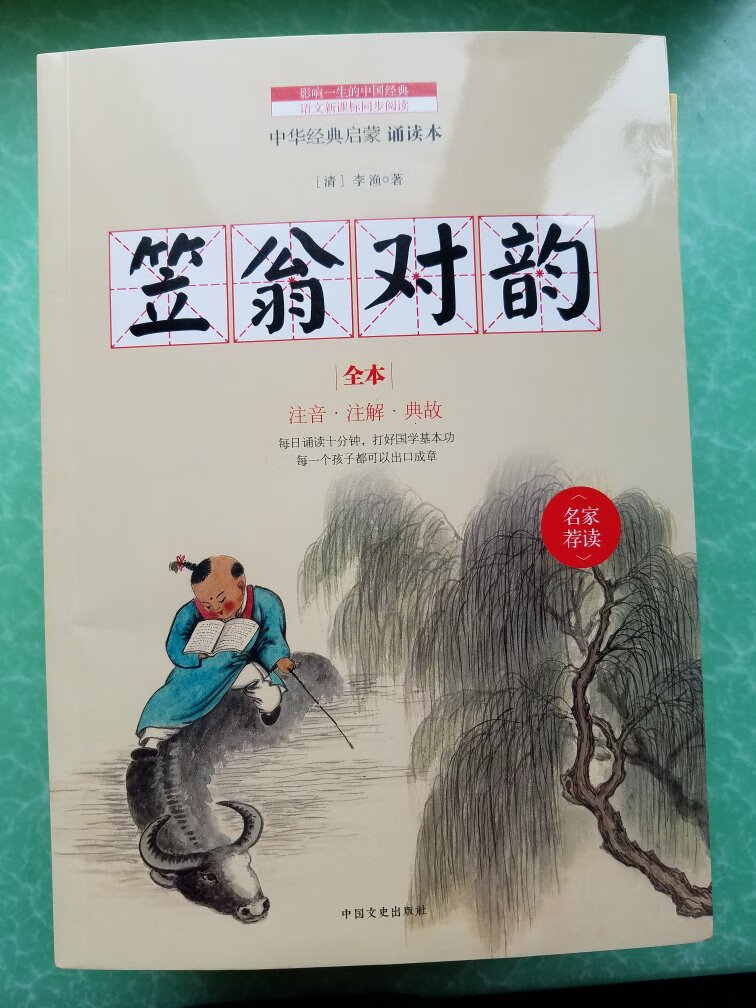 影响一生的中国经典
语文新课标同步阅读
中华经典启蒙 诵读本
［清］李渔◎著
笠翁对韵
全本
注音·注解·典故
每日诵读十分钟，打好国学基本功
每一个孩子都可以出口成章
〈名家
荐读〉
中国文史出版社